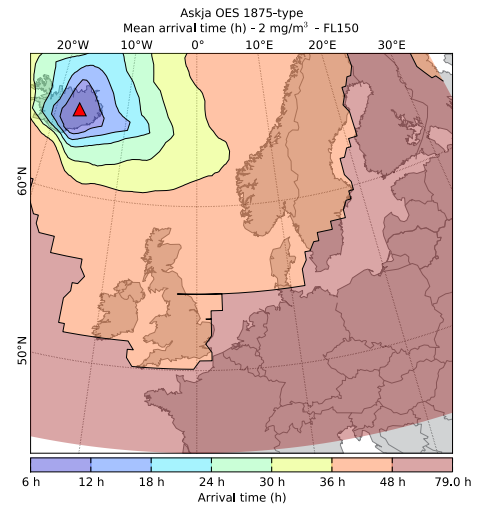 Askja OES 1875-type
Mean arrival time (h) - 2 mg/m³ - FL150
20°W 10°W 0° 10°E 20°E 30°E
60°N
50°N
6 h 12 h 18 h 24 h 30 h 36 h 48 h 79.0 h
Arrival time (h)